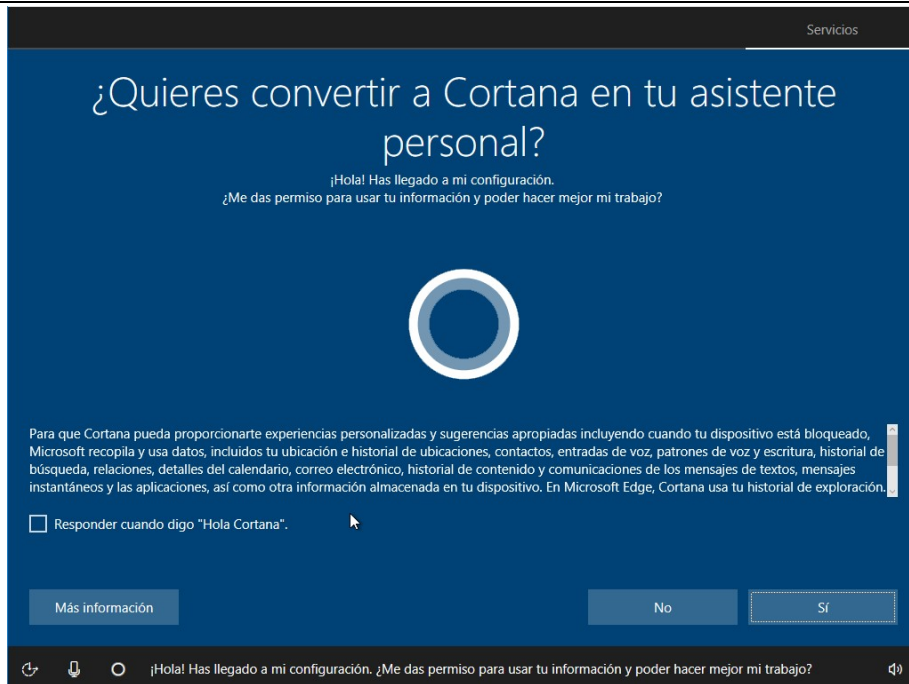 Servicios
¿Quieres convertir a Cortana en tu asistente
personal?
¡Hola! Has llegado a mi configuración.
¿Me das permiso para usar tu información y poder hacer mejor mi trabajo?
Para que Cortana pueda proporcionarte experiencias personalizadas y sugerencias apropiadas incluyendo cuando tu dispositivo está bloqueado,
Microsoft recopila y usa datos, incluidos tu ubicación e historial de ubicaciones, contactos, entradas de voz, patrones de voz y escritura, historial de
búsqueda, relaciones, detalles del calendario, correo electrónico, historial de contenido y comunicaciones de los mensajes de textos, mensajes
instantáneos y las aplicaciones, así como otra información almacenada en tu dispositivo. En Microsoft Edge, Cortana usa tu historial de exploración.
Responder cuando digo "Hola Cortana".
Más información
No
Sí
¡Hola! Has llegado a mi configuración. ¿Me das permiso para usar tu información y poder hacer mejor mi trabajo?